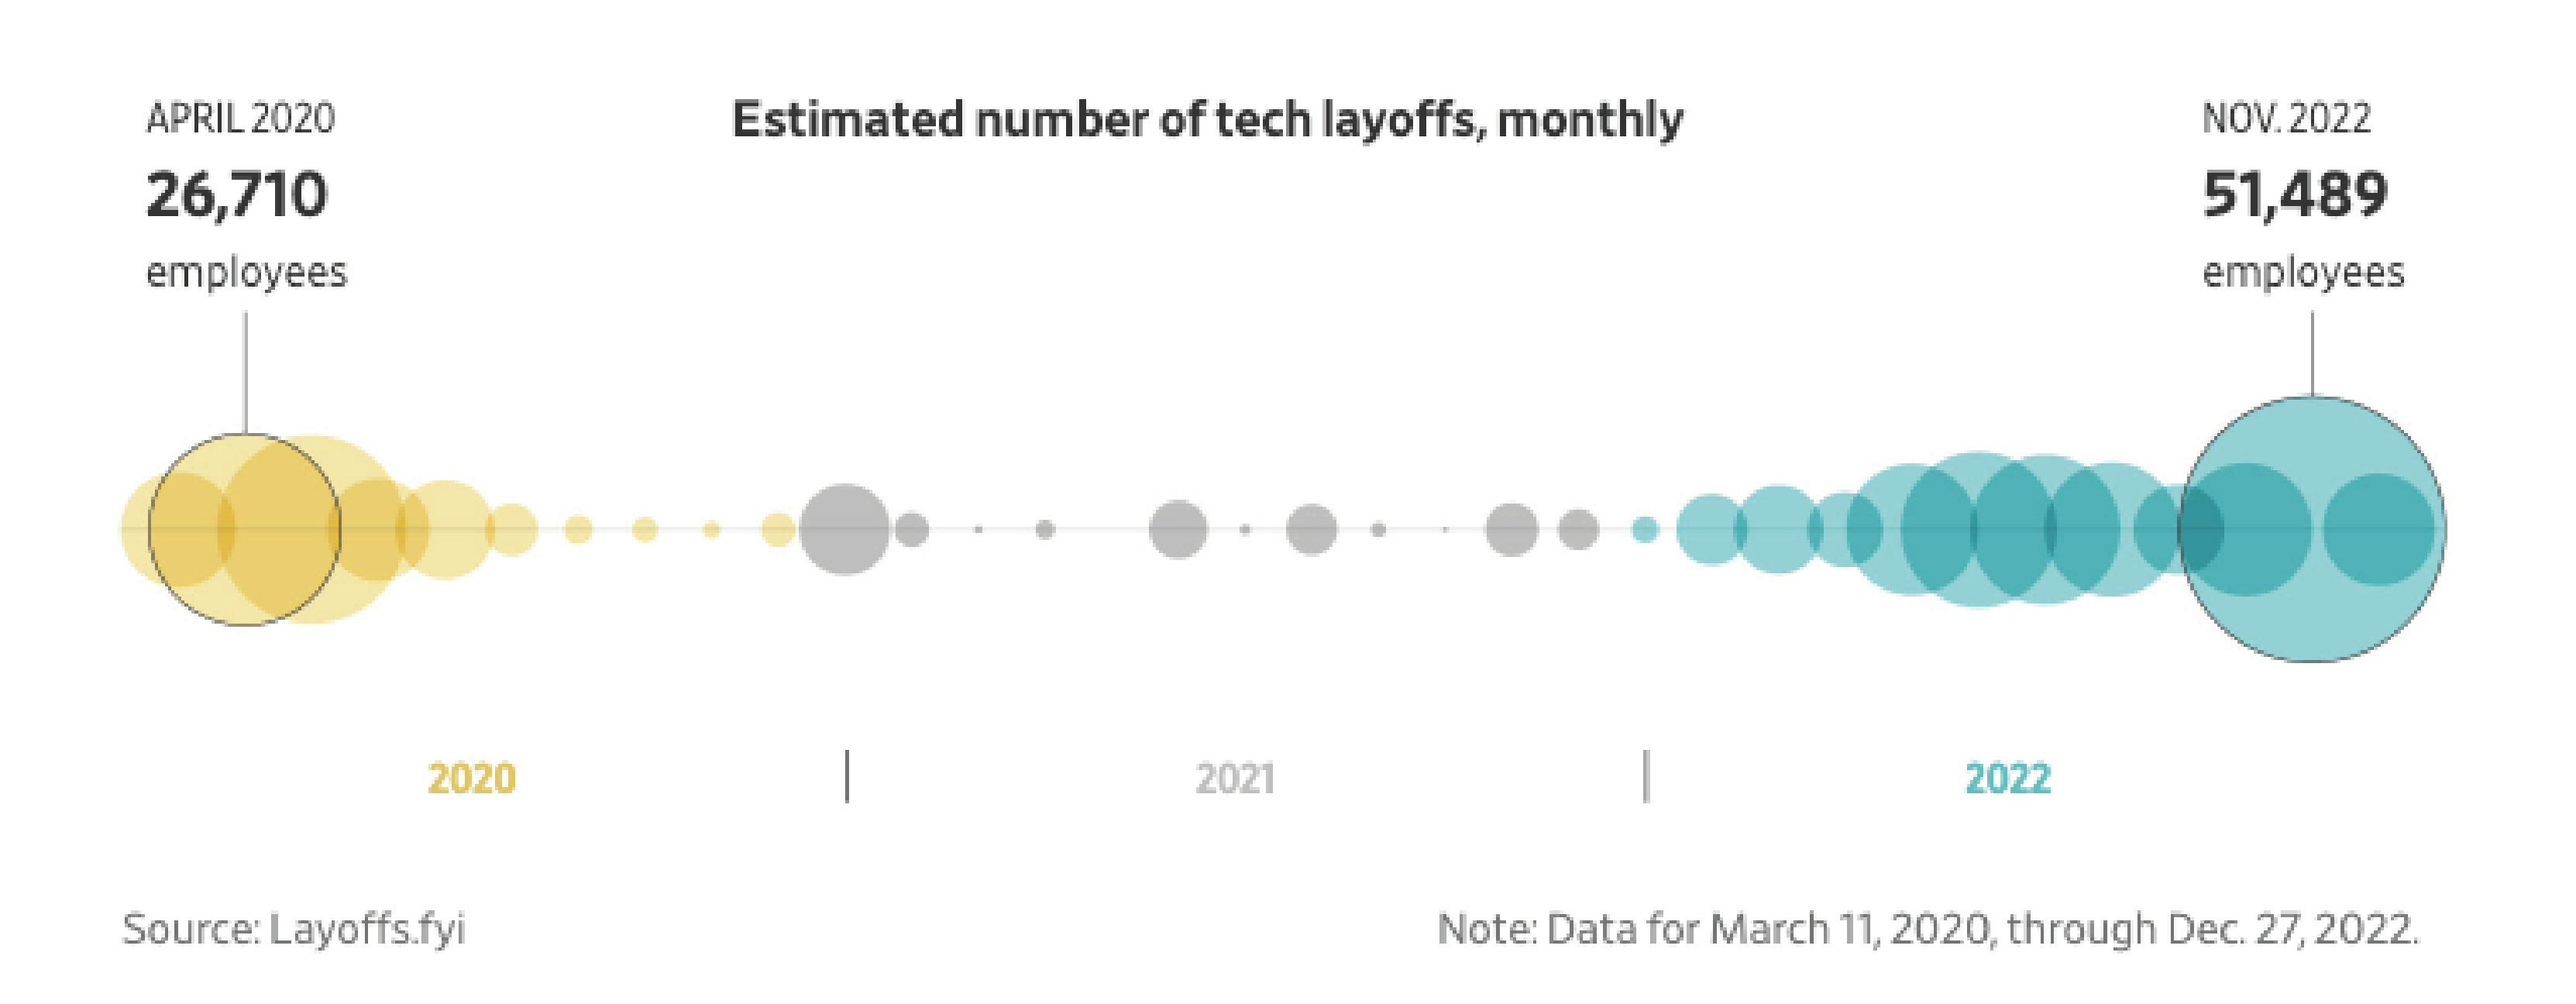 Estimated number of tech layoffs, monthly
APRIL 2020
26,710
employees
NOV. 2022
51,489
employees
2020
2021
2022
Source: Layoffs.fyi
Note: Data for March 11, 2020, through Dec. 27, 2022.